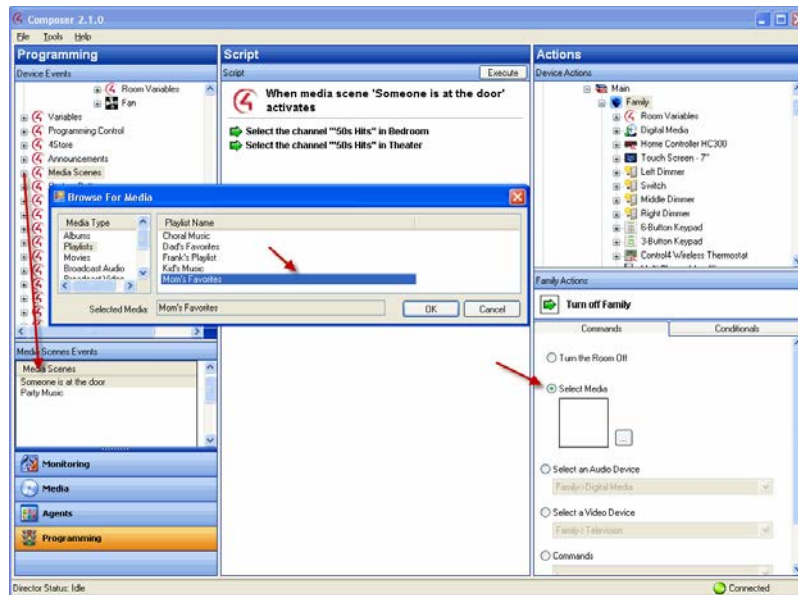 Composer 2.1.0
File Tools Help
Programming
Device Events
Room Variables
Fan
Variables
Programming Control
4Store
Announcements
Media Scenes
Media Scenes Events
Media Scenes
Someone is at the door
Party Music
Monitoring
Media
Agents
Programming
Director Status: Idle
Script
Script Execute
When media scene 'Someone is at the door'
activates
Select the channel "'50s Hits" in Bedroom
Select the channel "'50s Hits" in Theater
Browse For Media
Media Type
Albums
Playlists
Movies
Broadcast Audio
Broadcast Video
Playlist Name
Choral Music
Dad's Favorites
Frank's Playlist
Kid's Music
Mom's Favorites
Selected Media: Mom's Favorites
OK Cancel
Actions
Device Actions
Main
Family
Room Variables
Digital Media
Home Controller HC300
Touch Screen - 7"
Left Dimmer
Switch
Middle Dimmer
Right Dimmer
6-Button Keypad
3-Button Keypad
Control4 Wireless Thermostat
Family Actions
Turn off Family
Commands Conditionals
Turn the Room Off
Select Media
...
Select an Audio Device
Family->Digital Media
Select a Video Device
Family->Television
Commands
Connected